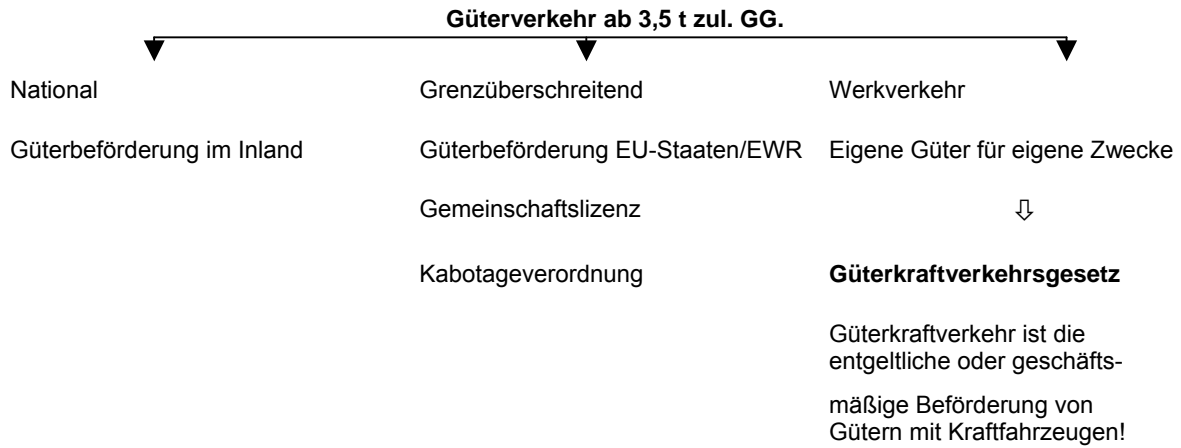 Güterverkehr ab 3,5 t zul. GG.
National
Grenzüberschreitend
Werkverkehr
Güterbeförderung im Inland
Güterbeförderung EU-Staaten/EWR
Eigene Güter für eigene Zwecke
Gemeinschaftslizenz
Kabotageverordnung
Güterkraftverkehrsgesetz
Güterkraftverkehr ist die
entgeltliche oder geschäfts-
mäßige Beförderung von
Gütern mit Kraftfahrzeugen!